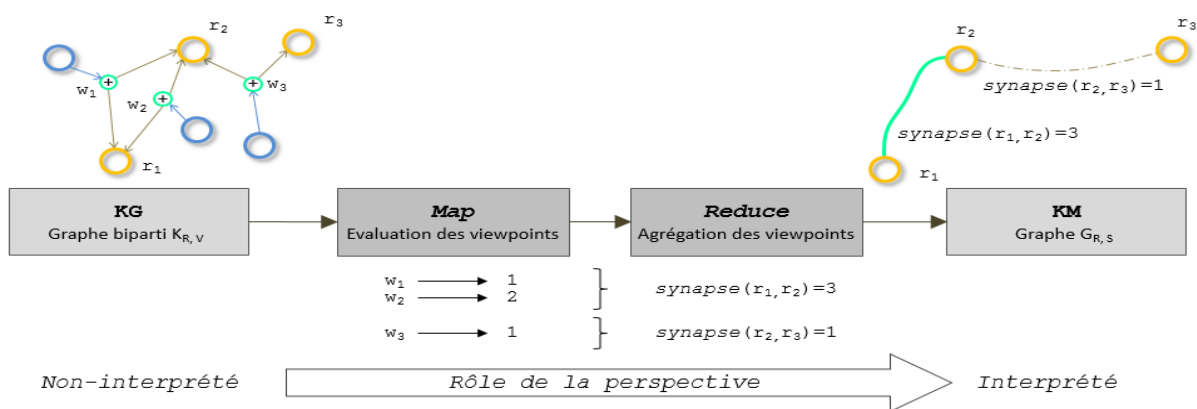 r3
r2
+
w1
+
w2
+
w3
r1
r2
r3
synapse(r2,r3)=1
synapse(r1,r2)=3
r1
KG
Graphe biparti KR, V
Map
Evaluation des viewpoints
Reduce
Agrégation des viewpoints
KM
Graphe GR, S
w1 → 1
w2 → 2
} synapse(r1,r2)=3
w3 → 1 } synapse(r2,r3)=1
Non-interprété
Rôle de la perspective
Interprété